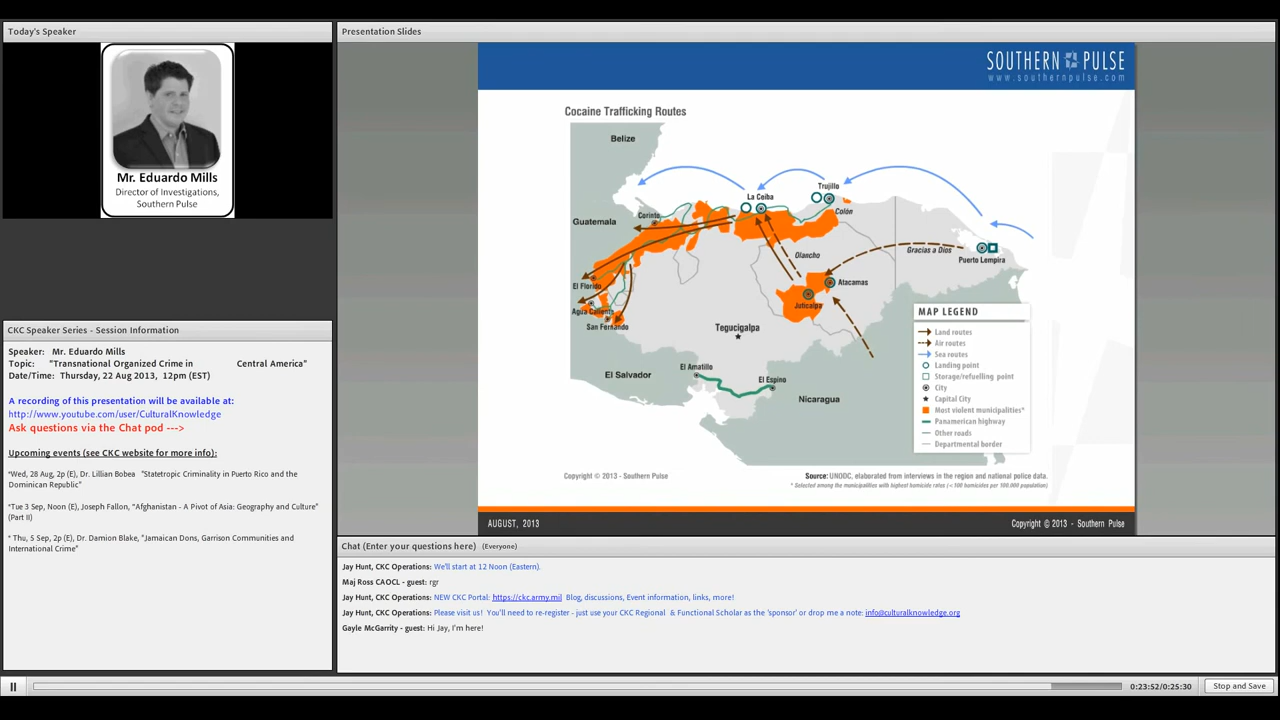 Today's Speaker
Mr. Eduardo Mills
Director of Investigations,
Southern Pulse
CKC Speaker Series - Session Information
Speaker: Mr. Eduardo Mills
Topic: "Transnational Organized Crime in Central America"
Date/Time: Thursday, 22 Aug 2013, 12pm (EST)
A recording of this presentation will be available at:
http://www.youtube.com/user/CulturalKnowledge
Ask questions via the Chat pod --->
Upcoming events (see CKC website for more info):
*Wed, 28 Aug, 2p (E), Dr. Lillian Bobea "Statetropic Criminality in Puerto Rico and the
Dominican Republic"
*Tue 3 Sep, Noon (E), Joseph Fallon, "Afghanistan - A Pivot of Asia: Geography and Culture"
(Part II)
* Thu, 5 Sep, 2p (E), Dr. Damion Blake, "Jamaican Dons, Garrison Communities and
International Crime"
Presentation Slides
SOUTHERN PULSE
www.southernpulse.com
Cocaine Trafficking Routes
Belize
Guatemala
Corinto
La Ceiba
Trujillo
Colón
Olancho
Gracias a Dios
Puerto Lempira
Atacamas
Juticalpa
El Florido
Agua Caliente
San Fernando
Tegucigalpa
El Salvador
El Amatillo
El Espino
Nicaragua
MAP LEGEND
Land routes
Air routes
Sea routes
Landing point
Storage/refuelling point
City
Capital City
Most violent municipalities*
Panamerican highway
Other roads
Departmental border
Copyright © 2013 - Southern Pulse
Source: UNODC, elaborated from interviews in the region and national police data.
* Selected among the municipalities with highest homicide rates (<100 homicides per 100,000 population)
AUGUST, 2013
Copyright © 2013 - Southern Pulse
Chat (Enter your questions here) (Everyone)
Jay Hunt, CKC Operations: We'll start at 12 Noon (Eastern).
Maj Ross CAOCL - guest: rgr
Jay Hunt, CKC Operations: NEW CKC Portal: https://ckc.army.mil Blog, discussions, Event information, links, more!
Jay Hunt, CKC Operations: Please visit us! You'll need to re-register - just use your CKC Regional & Functional Scholar as the 'sponsor' or drop me a note: info@culturalknowledge.org
Gayle McGarrity - guest: Hi Jay, I'm here!
0:23:52/0:25:30
Stop and Save